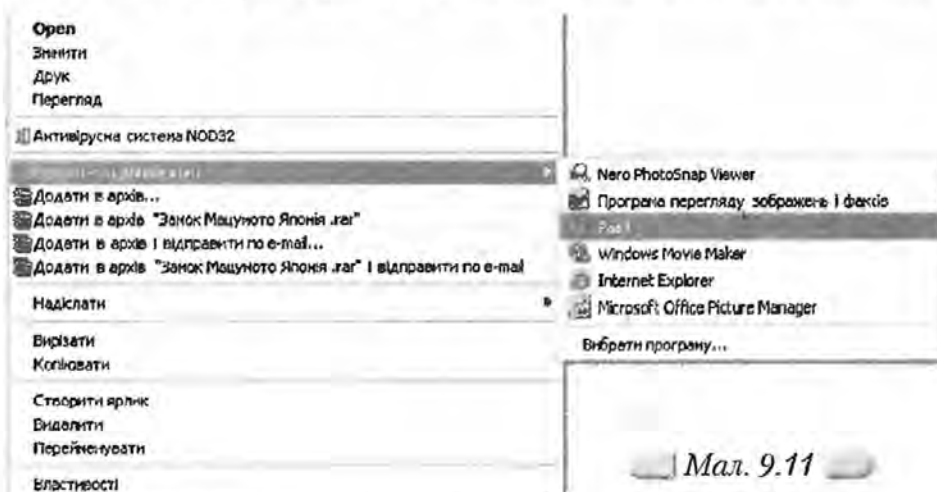 Open
Змінити
Друк
Перегляд
Антивірусна система NOD32
Додати в архів...
Додати в архів "Замок Мацумото Японія .rar"
Додати в архів і відправити по e-mail...
Додати в архів "Замок Мацумото Японія .rar" і відправити по e-mail
Надіслати
Вирізати
Копіювати
Створити ярлик
Видалити
Перейменувати
Властивості
Nero PhotoSnap Viewer
Програма перегляду зображень і факсів
Windows Movie Maker
Internet Explorer
Microsoft Office Picture Manager
Вибрати програму...
Мал. 9.11